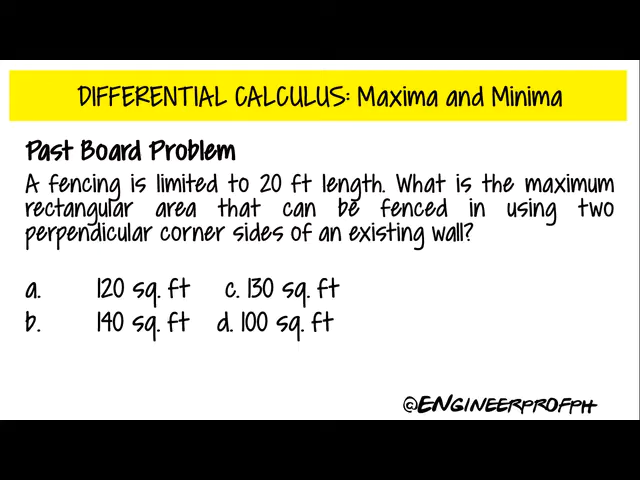 DIFFERENTIAL CALCULUS: Maxima and Minima
Past Board Problem
A fencing is limited to 20 ft length. What is the maximum
rectangular area that can be fenced in using two
perpendicular corner sides of an existing wall?
a. 120 sq. ft c. 130 sq. ft
b. 140 sq. ft d. 100 sq. ft
@ENGINEERPROFPH